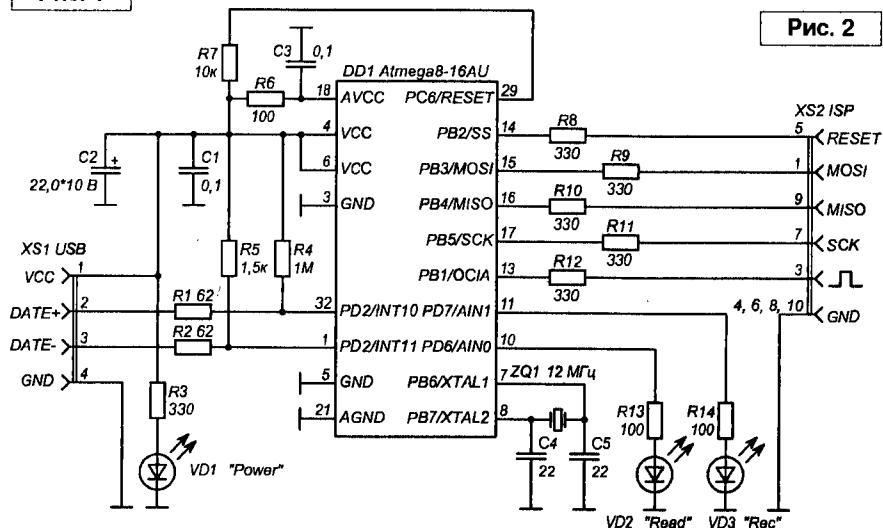 Рис. 2
R7
10к
C3
0,1
R6
100
DD1 Atmega8-16AU
18 AVCC
PC6/RESET 29
4 VCC
PB2/SS 14
R8
330
XS2 ISP
5 RESET
6 VCC
PB3/MOSI 15
R9
330
1 MOSI
C2
+
22,0*10 В
C1
0,1
3 GND
PB4/MISO 16
R10
330
9 MISO
PB5/SCK 17
R11
330
7 SCK
XS1 USB
R5
1,5к
R4
1М
PB1/OCIA 13
R12
330
3
VCC 1
DATE+ 2
R1 62
32 PD2/INT10
PD7/AIN1 11
4, 6, 8, 10
GND
DATE- 3
R2 62
1 PD2/INT11
PD6/AIN0 10
GND 4
5 GND
PB6/XTAL1 7
ZQ1 12 МГц
R3
330
21 AGND
PB7/XTAL2 8
R13
100
R14
100
C4
22
C5
22
VD1 "Power"
VD2 "Read"
VD3 "Rec"